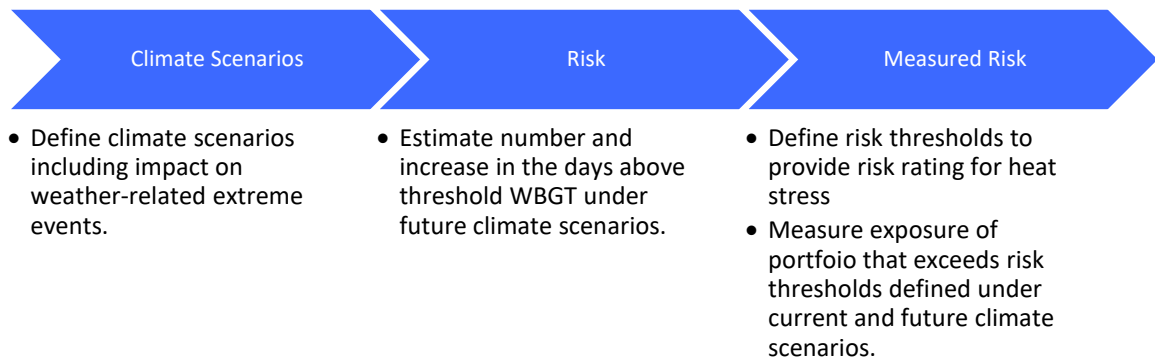 Climate Scenarios
Risk
Measured Risk
• Define climate scenarios
including impact on
weather-related extreme
events.
• Estimate number and
increase in the days above
threshold WBGT under
future climate scenarios.
• Define risk thresholds to
provide risk rating for heat
stress
• Measure exposure of
portfoio that exceeds risk
thresholds defined under
current and future climate
scenarios.